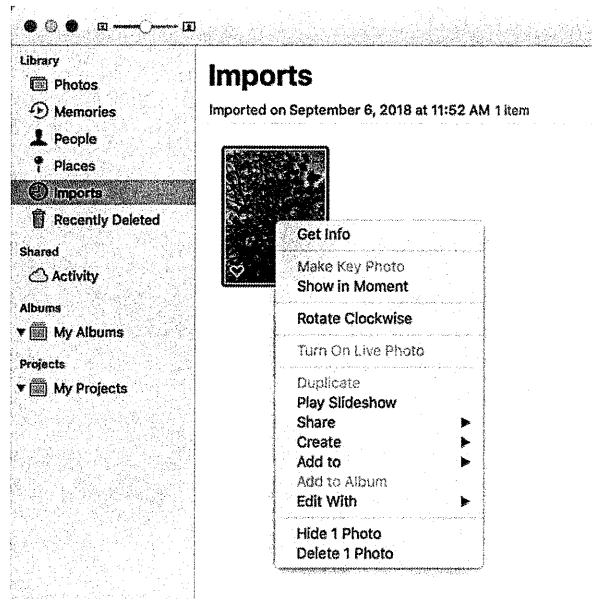 Library
Photos
Memories
People
Places
Imports
Recently Deleted
Shared
Activity
Albums
My Albums
Projects
My Projects
Imports
Imported on September 6, 2018 at 11:52 AM 1 item
Get Info
Make Key Photo
Show in Moment
Rotate Clockwise
Turn On Live Photo
Duplicate
Play Slideshow
Share
Create
Add to
Add to Album
Edit With
Hide 1 Photo
Delete 1 Photo